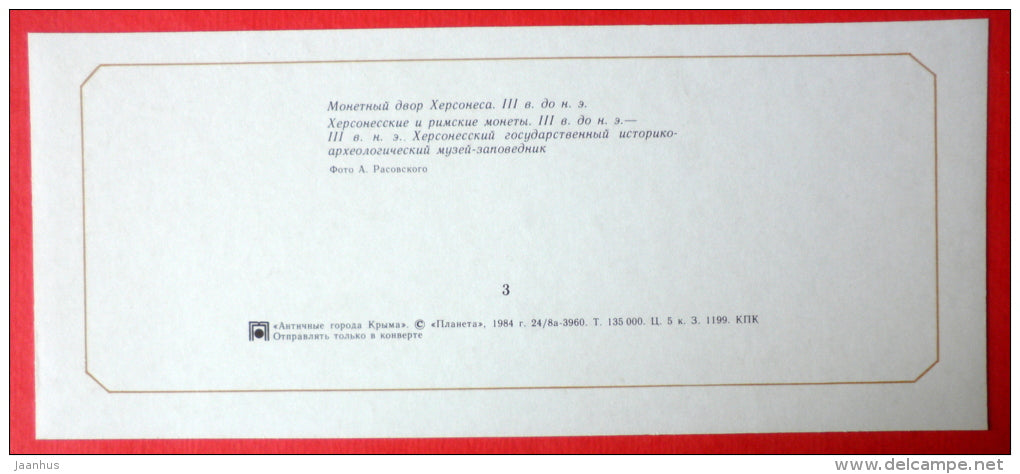 Монетный двор Херсонеса. III в. до н. э.
Херсонесские и римские монеты. III в. до н. э.—
III в. н. э.. Херсонесский государственный историко-
археологический музей-заповедник
Фото А. Расовского
3
«Античные города Крыма». © «Планета», 1984 г. 24/8а-3960. Т. 135 000. Ц. 5 к. З. 1199. КПК
Отправлять только в конверте
jaanhus
www.delcampe.net